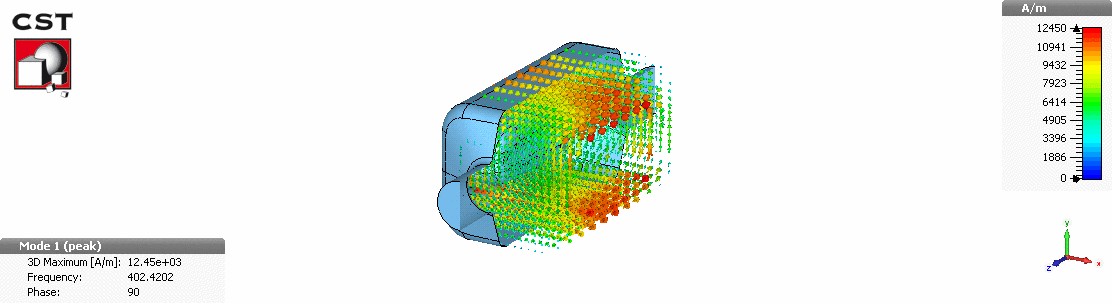 CST
A/m
12450
10941
9432
7923
6414
4905
3396
1886
0
y
x
z
Mode 1 (peak)
3D Maximum [A/m]: 12.45e+03
Frequency: 402.4202
Phase: 90